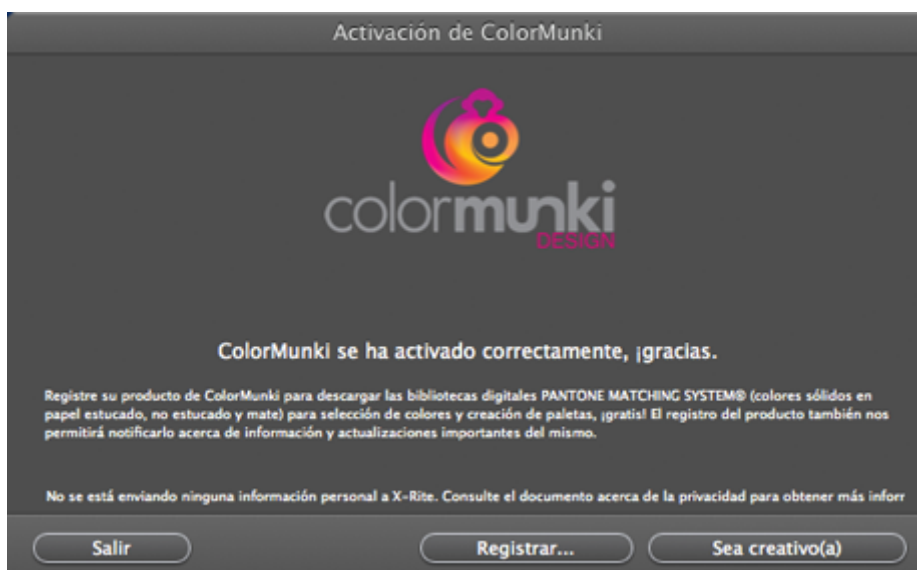 Activación de ColorMunki
colormunki
DESIGN
ColorMunki se ha activado correctamente, ¡gracias.
Registre su producto de ColorMunki para descargar las bibliotecas digitales PANTONE MATCHING SYSTEM® (colores sólidos en
papel estucado, no estucado y mate) para selección de colores y creación de paletas, ¡gratis! El registro del producto también nos
permitirá notificarlo acerca de información y actualizaciones importantes del mismo.
No se está enviando ninguna información personal a X-Rite. Consulte el documento acerca de la privacidad para obtener más inforr
Salir
Registrar...
Sea creativo(a)